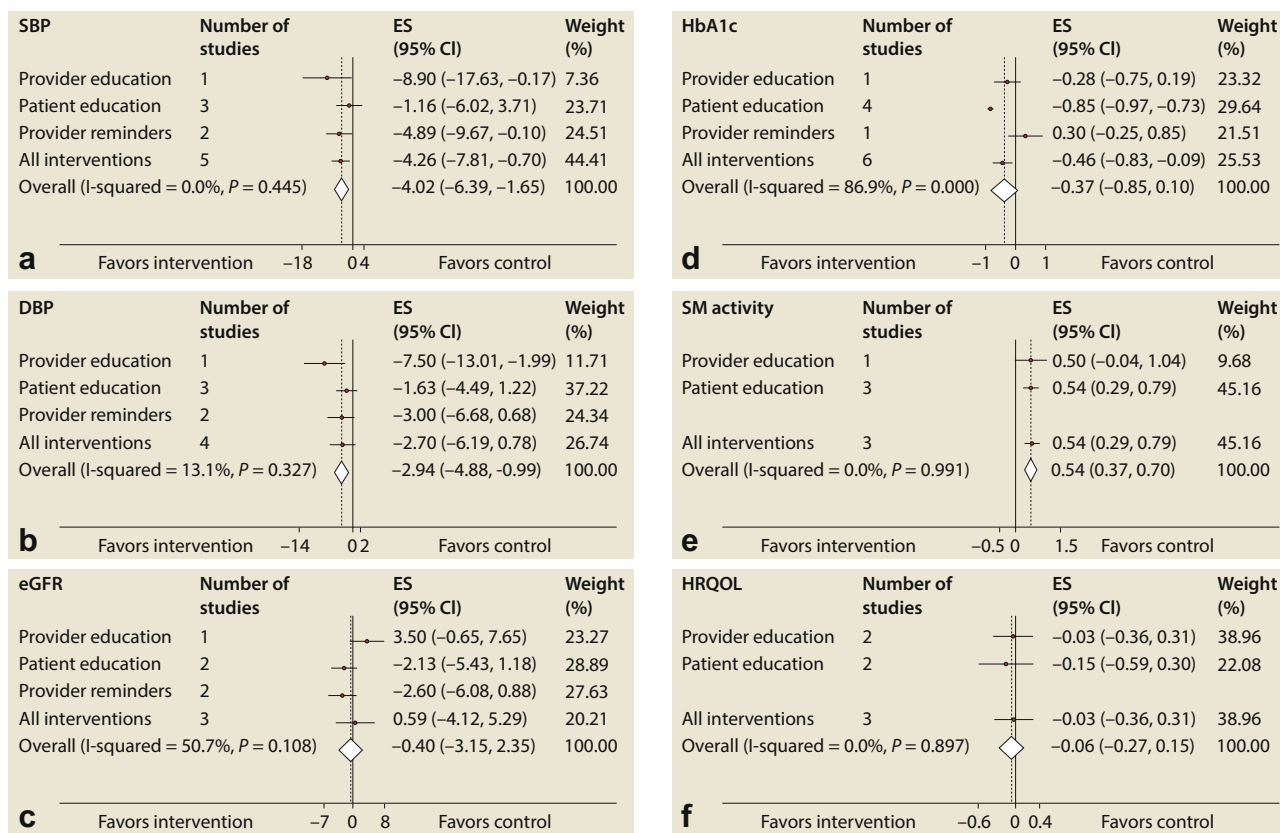 SBP Number of studies ES (95% Cl) Weight (%)
Provider education 1 –8.90 (–17.63, –0.17) 7.36
Patient education 3 –1.16 (–6.02, 3.71) 23.71
Provider reminders 2 –4.89 (–9.67, –0.10) 24.51
All interventions 5 –4.26 (–7.81, –0.70) 44.41
Overall (I-squared = 0.0%, P = 0.445) –4.02 (–6.39, –1.65) 100.00
a Favors intervention –18 0 4 Favors control
DBP Number of studies ES (95% Cl) Weight (%)
Provider education 1 –7.50 (–13.01, –1.99) 11.71
Patient education 3 –1.63 (–4.49, 1.22) 37.22
Provider reminders 2 –3.00 (–6.68, 0.68) 24.34
All interventions 4 –2.70 (–6.19, 0.78) 26.74
Overall (I-squared = 13.1%, P = 0.327) –2.94 (–4.88, –0.99) 100.00
b Favors intervention –14 0 2 Favors control
eGFR Number of studies ES (95% Cl) Weight (%)
Provider education 1 3.50 (–0.65, 7.65) 23.27
Patient education 2 –2.13 (–5.43, 1.18) 28.89
Provider reminders 2 –2.60 (–6.08, 0.88) 27.63
All interventions 3 0.59 (–4.12, 5.29) 20.21
Overall (I-squared = 50.7%, P = 0.108) –0.40 (–3.15, 2.35) 100.00
c Favors intervention –7 0 8 Favors control
HbA1c Number of studies ES (95% Cl) Weight (%)
Provider education 1 –0.28 (–0.75, 0.19) 23.32
Patient education 4 –0.85 (–0.97, –0.73) 29.64
Provider reminders 1 0.30 (–0.25, 0.85) 21.51
All interventions 6 –0.46 (–0.83, –0.09) 25.53
Overall (I-squared = 86.9%, P = 0.000) –0.37 (–0.85, 0.10) 100.00
d Favors intervention –1 0 1 Favors control
SM activity Number of studies ES (95% Cl) Weight (%)
Provider education 1 0.50 (–0.04, 1.04) 9.68
Patient education 3 0.54 (0.29, 0.79) 45.16
All interventions 3 0.54 (0.29, 0.79) 45.16
Overall (I-squared = 0.0%, P = 0.991) 0.54 (0.37, 0.70) 100.00
e Favors intervention –0.5 0 1.5 Favors control
HRQOL Number of studies ES (95% Cl) Weight (%)
Provider education 2 –0.03 (–0.36, 0.31) 38.96
Patient education 2 –0.15 (–0.59, 0.30) 22.08
All interventions 3 –0.03 (–0.36, 0.31) 38.96
Overall (I-squared = 0.0%, P = 0.897) –0.06 (–0.27, 0.15) 100.00
f Favors intervention –0.6 0 0.4 Favors control